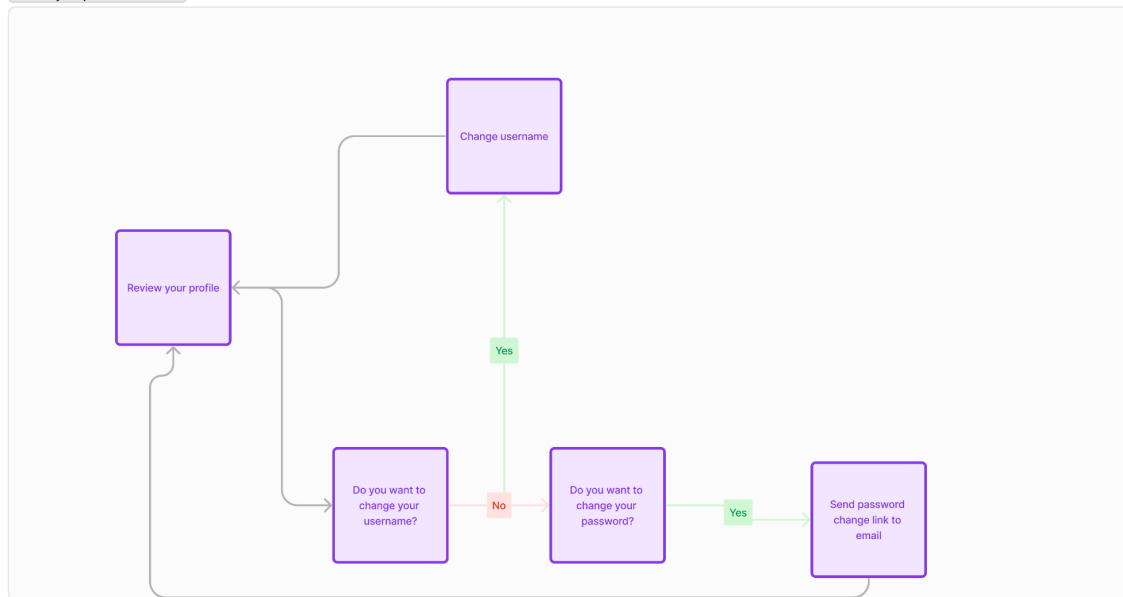 Change username
Review your profile
Yes
Do you want to
change your
username?
No
Do you want to
change your
password?
Yes
Send password
change link to
email